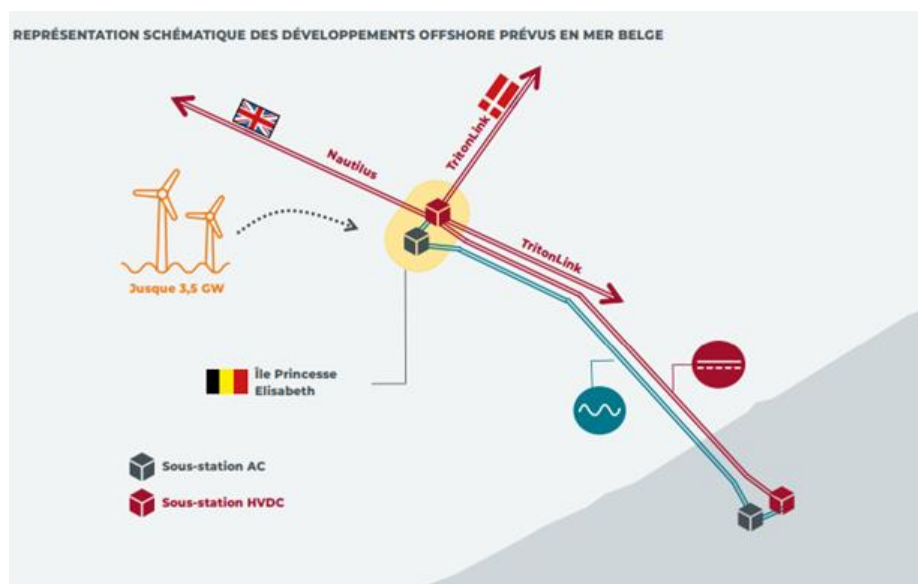 REPRÉSENTATION SCHÉMATIQUE DES DÉVELOPPEMENTS OFFSHORE PRÉVUS EN MER BELGE
Nautilus
TritonLink
TritonLink
Jusque 3,5 GW
Île Princesse
Elisabeth
Sous-station AC
Sous-station HVDC